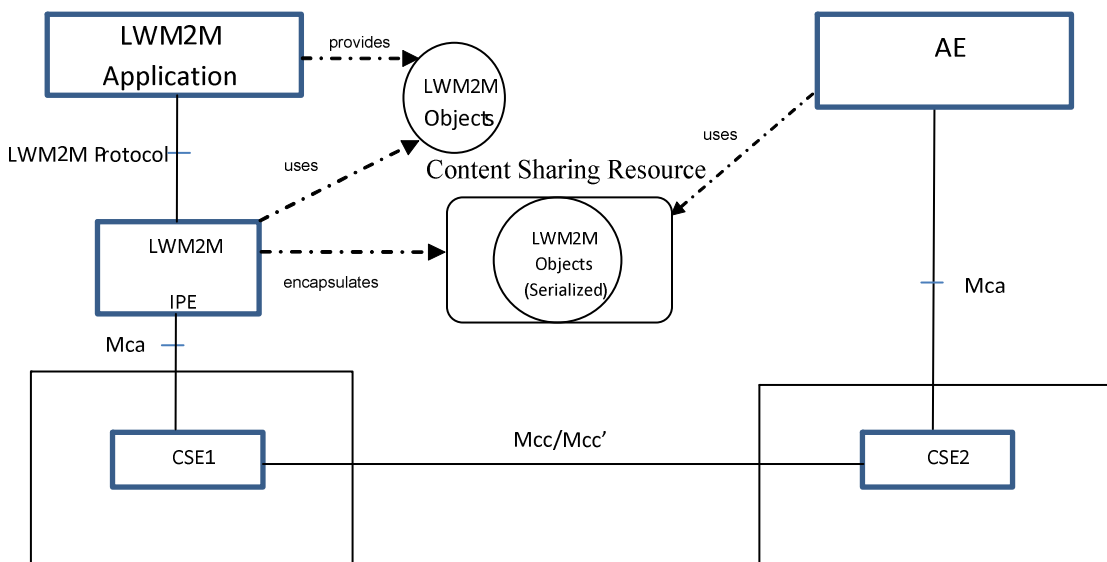 LWM2M
Application
provides
LWM2M
Objects
AE
LWM2M Protocol
uses
uses
Content Sharing Resource
LWM2M
IPE
encapsulates
LWM2M
Objects
(Serialized)
Mca
Mca
CSE1
Mcc/Mcc’
CSE2